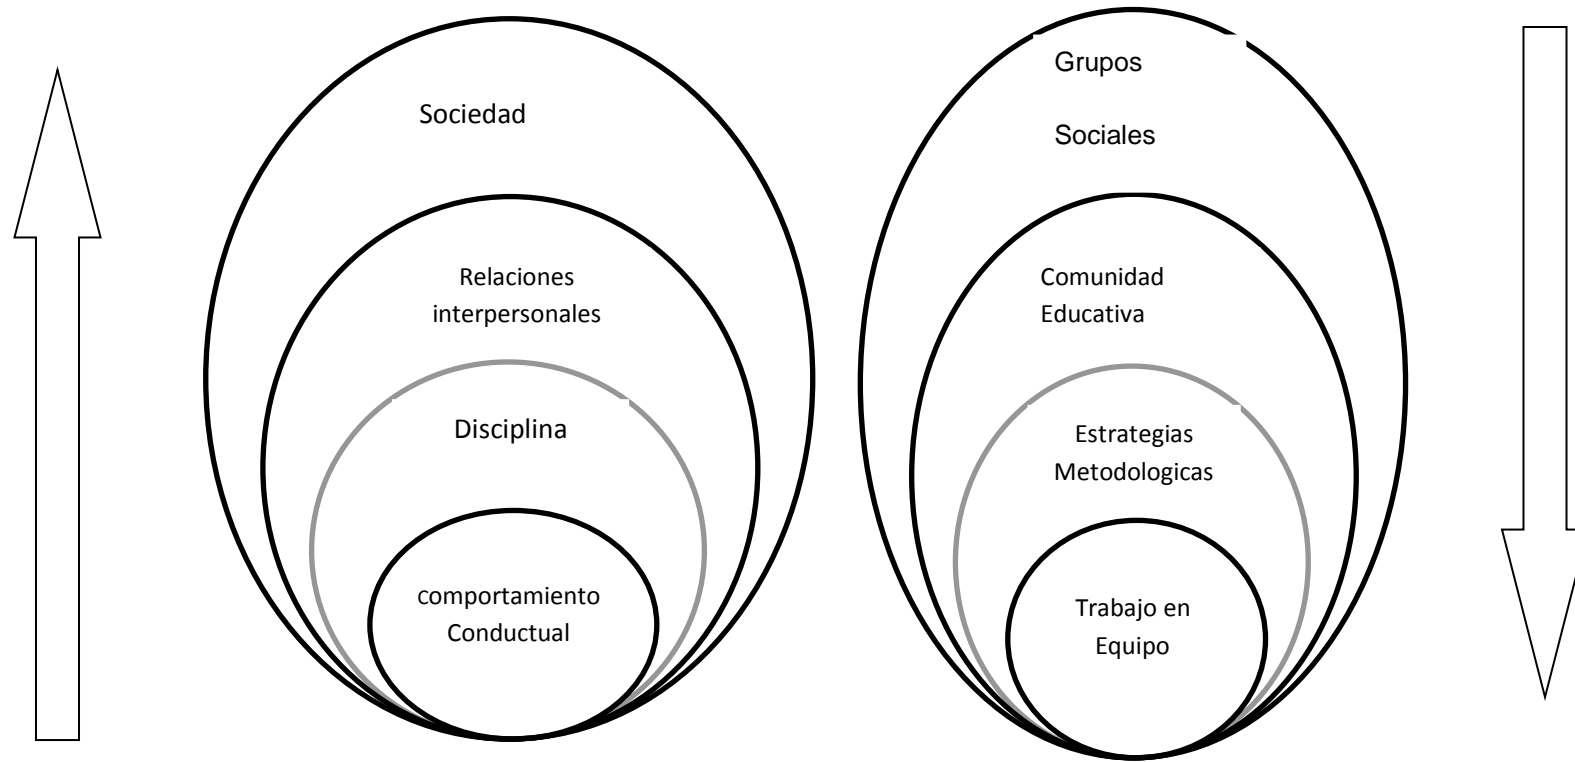 Sociedad
Relaciones
interpersonales
Disciplina
comportamiento
Conductual
Grupos
Sociales
Comunidad
Educativa
Estrategias
Metodologicas
Trabajo en
Equipo